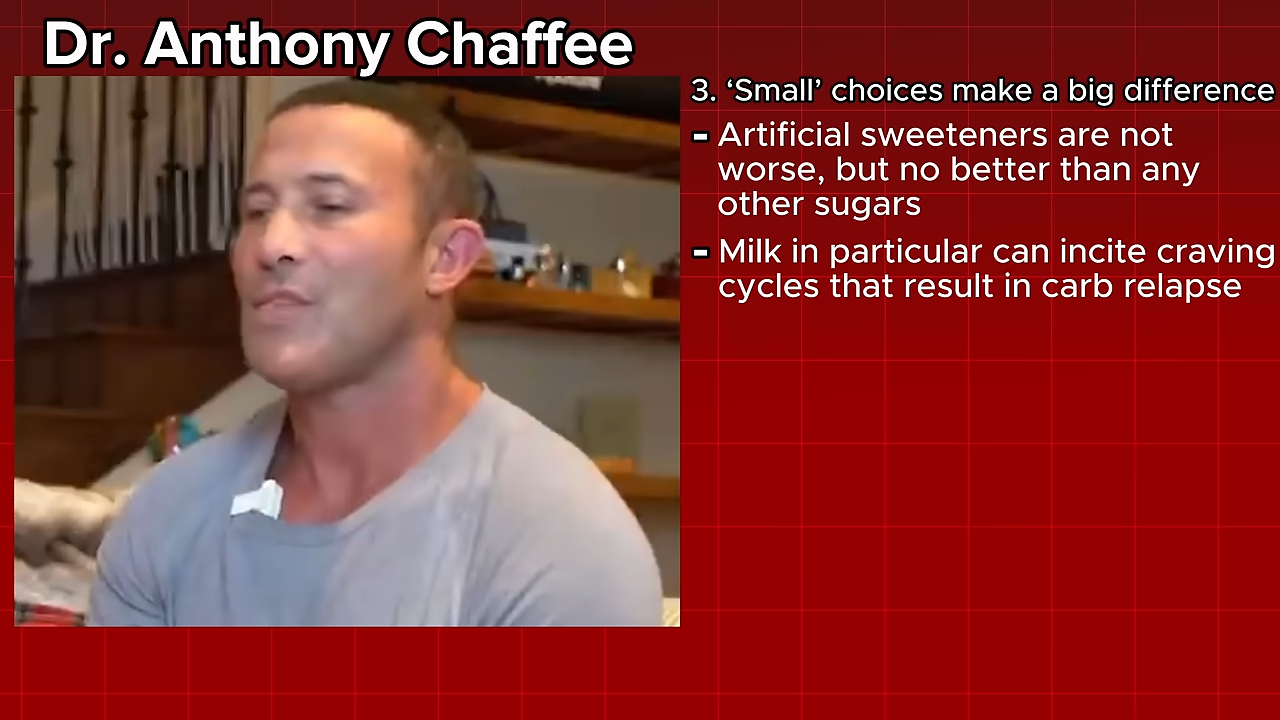 Dr. Anthony Chaffee
3. ‘Small’ choices make a big difference
- Artificial sweeteners are not
worse, but no better than any
other sugars
- Milk in particular can incite craving
cycles that result in carb relapse